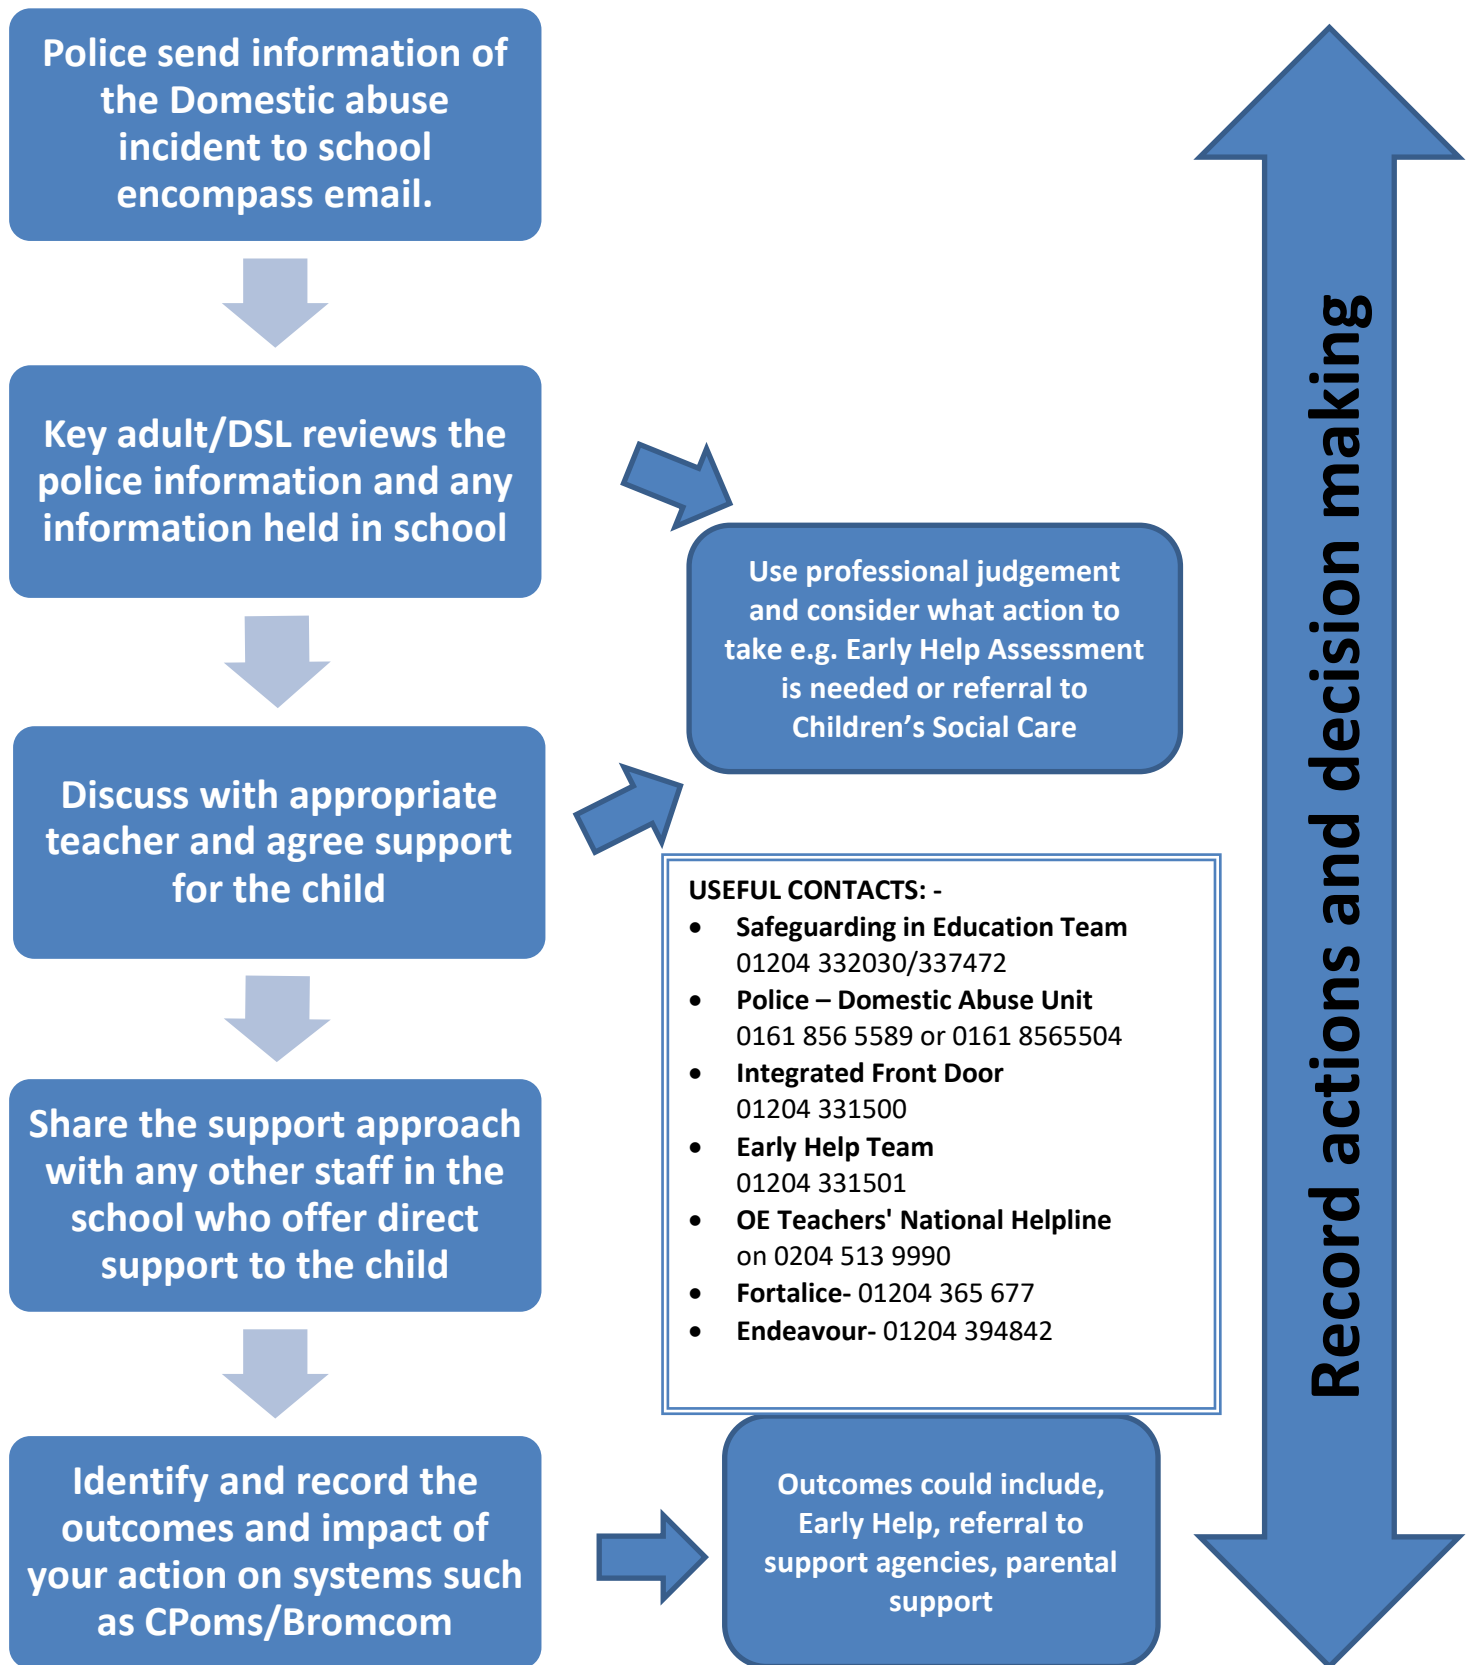 Police send information of
the Domestic abuse
incident to school
encompass email.
Key adult/DSL reviews the
police information and any
information held in school
Use professional judgement
and consider what action to
take e.g. Early Help Assessment
is needed or referral to
Children’s Social Care
Discuss with appropriate
teacher and agree support
for the child
Share the support approach
with any other staff in the
school who offer direct
support to the child
USEFUL CONTACTS: -
• Safeguarding in Education Team
01204 332030/337472
• Police – Domestic Abuse Unit
0161 856 5589 or 0161 8565504
• Integrated Front Door
01204 331500
• Early Help Team
01204 331501
• OE Teachers' National Helpline
on 0204 513 9990
• Fortalice- 01204 365 677
• Endeavour- 01204 394842
Identify and record the
outcomes and impact of
your action on systems such
as CPoms/Bromcom
Outcomes could include,
Early Help, referral to
support agencies, parental
support
Record actions and decision making